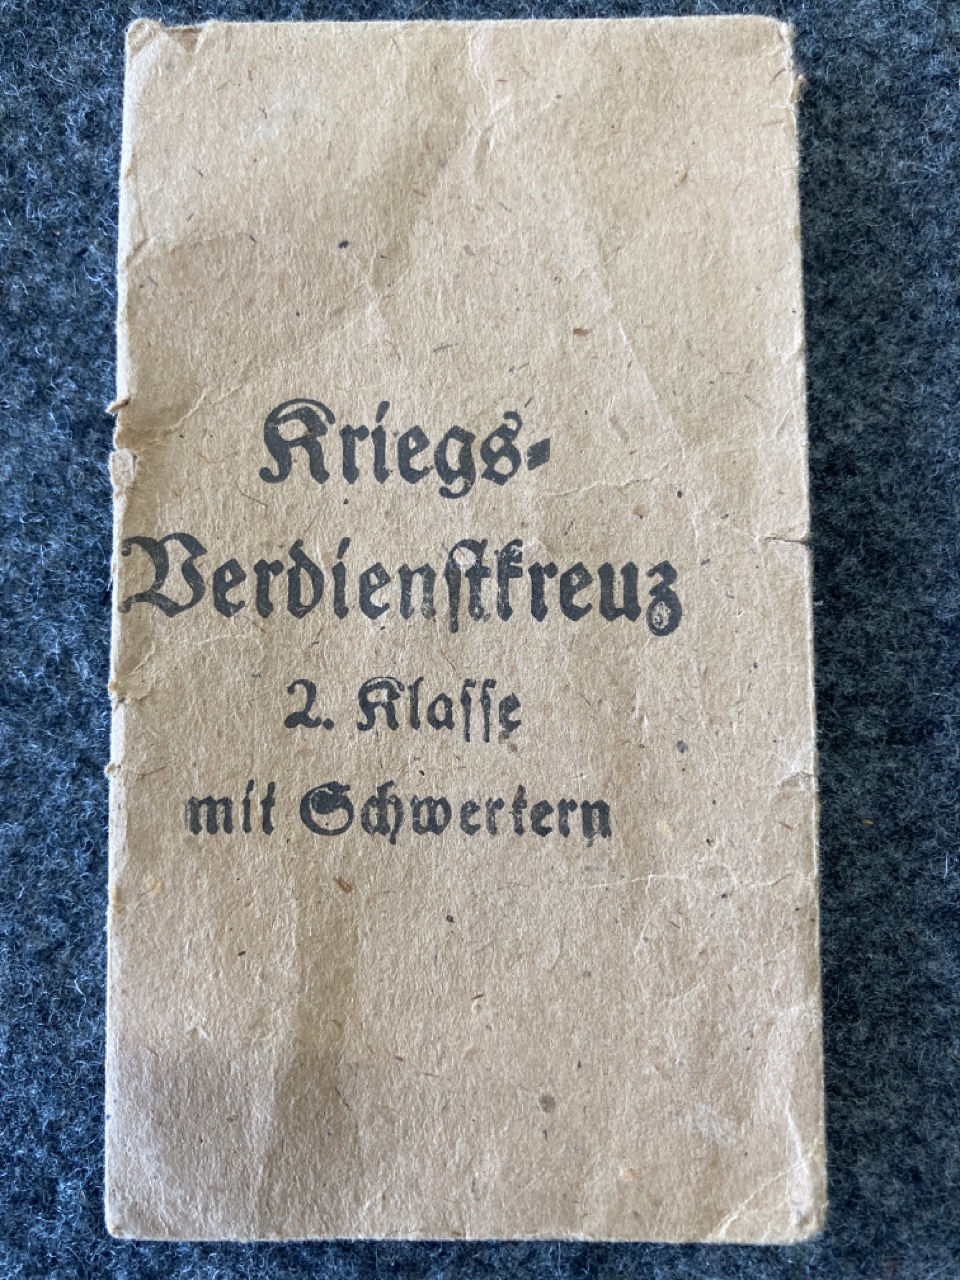 Kriegs-
Verdienstkreuz
2. Klasse
mit Schwertern